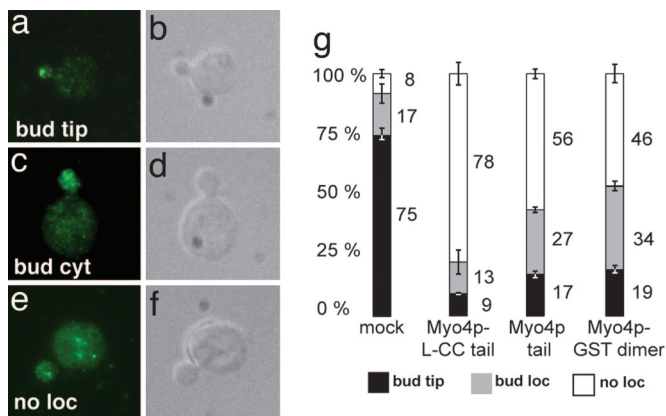 a
bud tip
b
c
bud cyt
d
e
no loc
f
g
100 %
75 %
50 %
25 %
0 %
8
17
75
78
13
9
56
27
17
46
34
19
mock
Myo4p-
L-CC tail
Myo4p
tail
Myo4p-
GST dimer
bud tip
bud loc
no loc